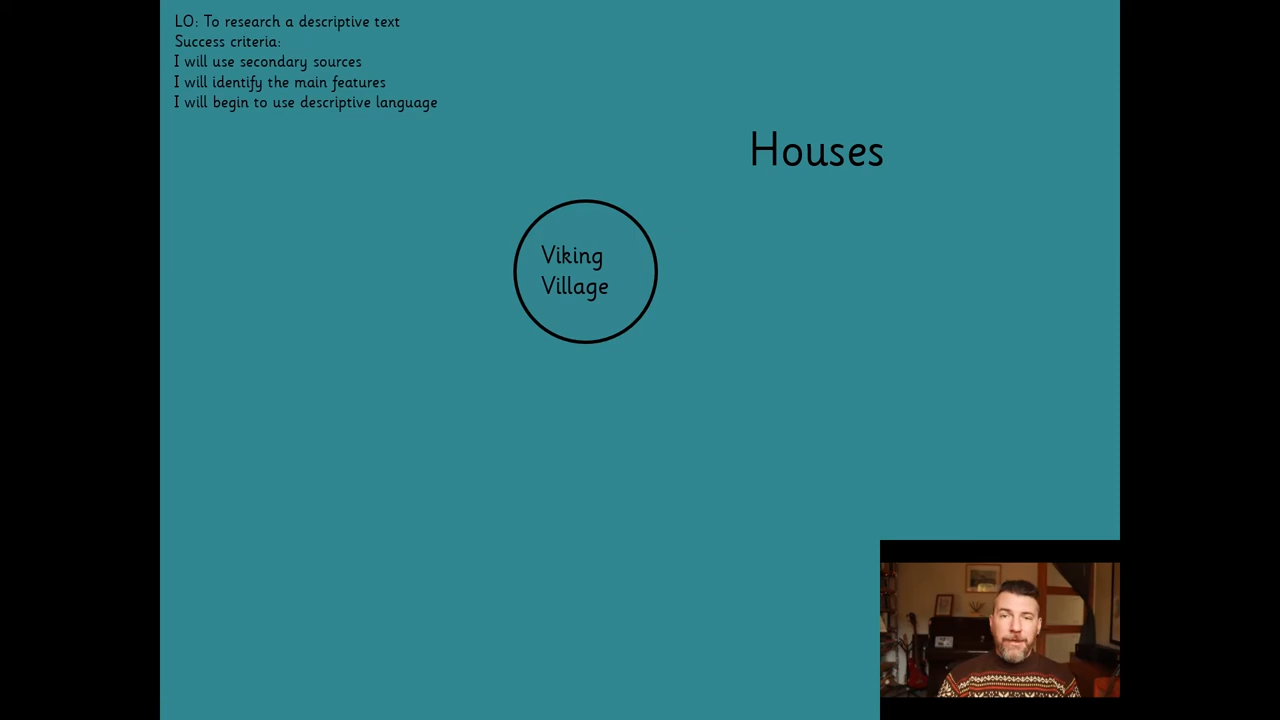 LO: To research a descriptive text
Success criteria:
I will use secondary sources
I will identify the main features
I will begin to use descriptive language
Houses
Viking
Village